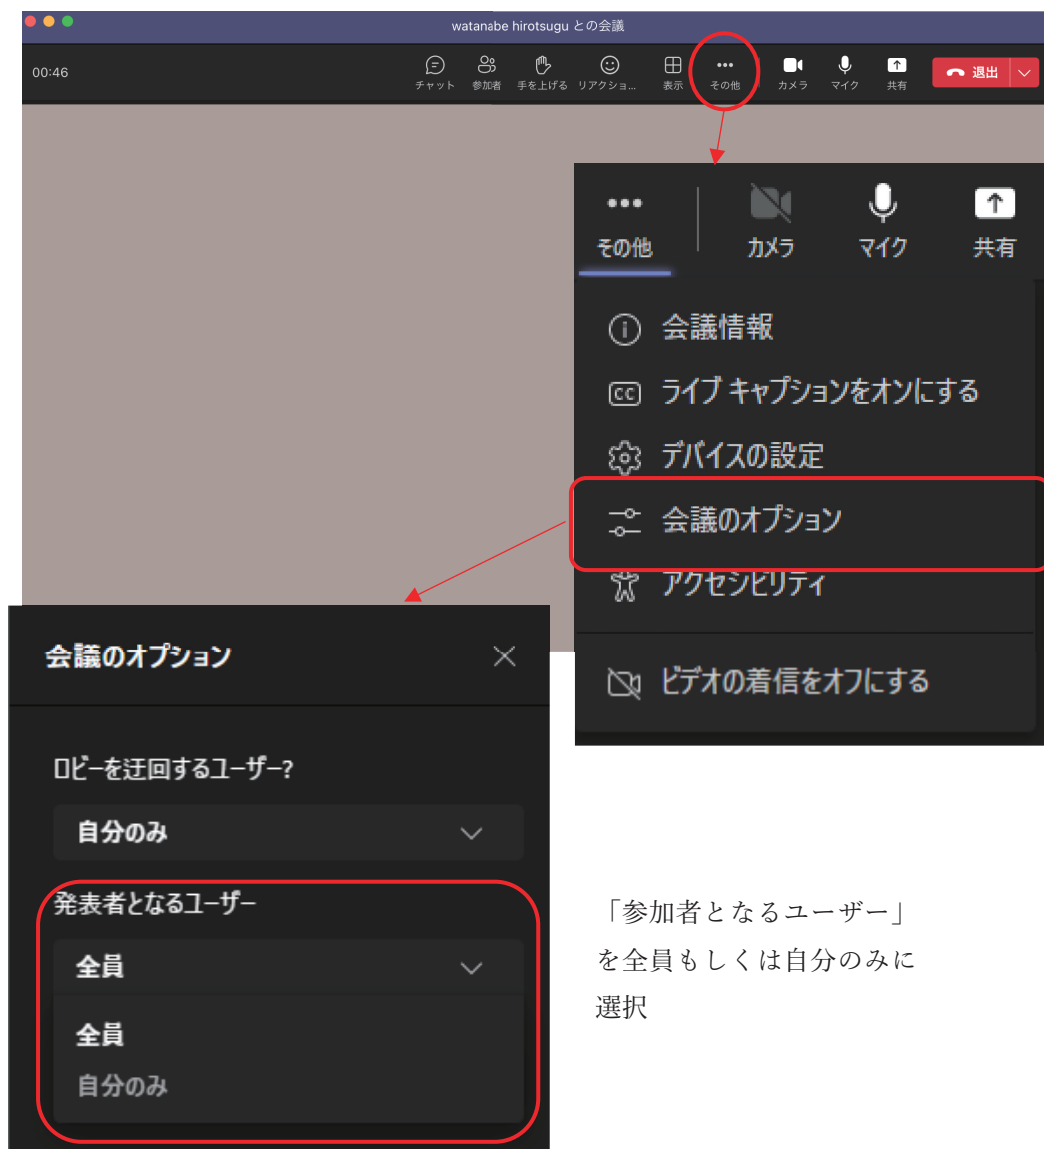 watanabe hirotsugu との会議
00:46
チャット
参加者
手を上げる
リアクショ...
表示
その他
カメラ
マイク
共有
退出
その他
カメラ
マイク
共有
会議情報
CC ライブ キャプションをオンにする
デバイスの設定
会議のオプション
アクセシビリティ
ビデオの着信をオフにする
会議のオプション
ロビーを迂回するユーザー?
自分のみ
発表者となるユーザー
全員
全員
自分のみ
「参加者となるユーザー」
を全員もしくは自分のみに
選択